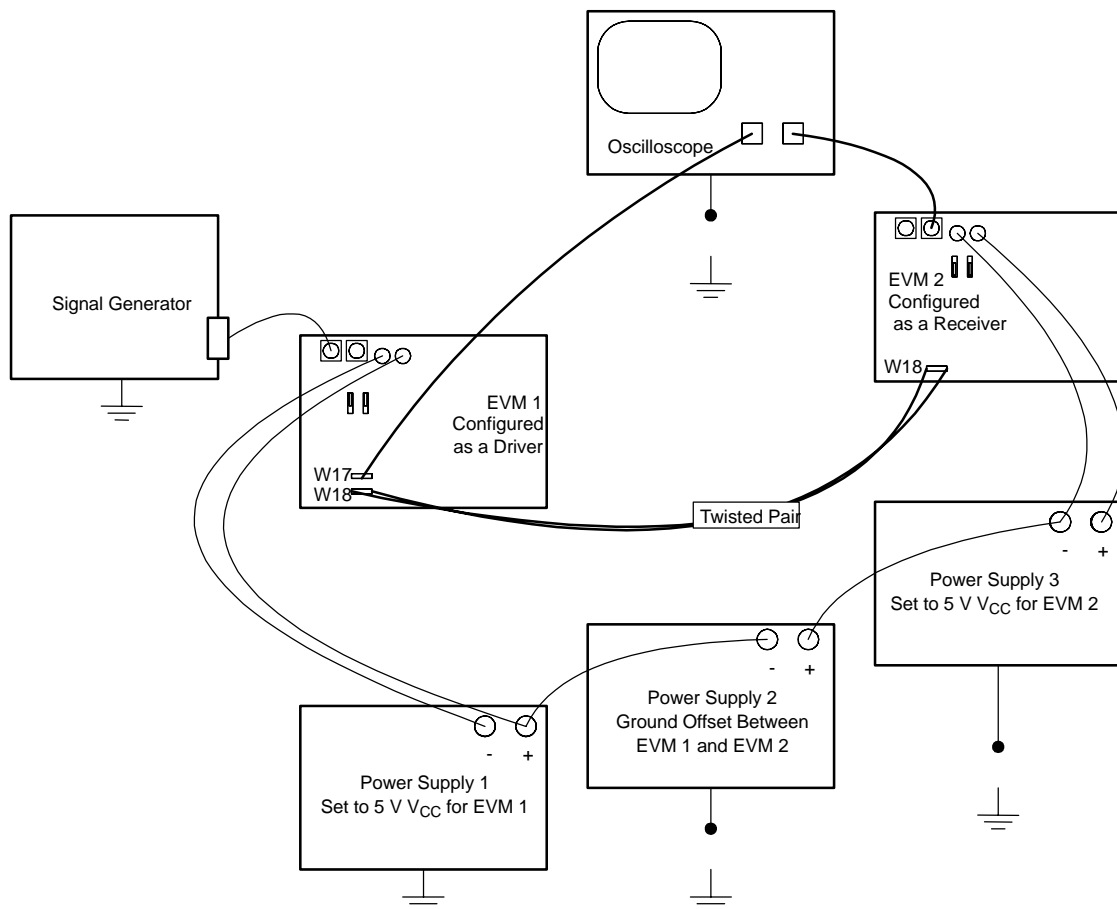 Oscilloscope
Signal Generator
EVM 2
Configured
as a Receiver
W18
EVM 1
Configured
as a Driver
W17
W18
Twisted Pair
- +
Power Supply 3
Set to 5 V VCC for EVM 2
- +
Power Supply 2
Ground Offset Between
EVM 1 and EVM 2
- +
Power Supply 1
Set to 5 V VCC for EVM 1